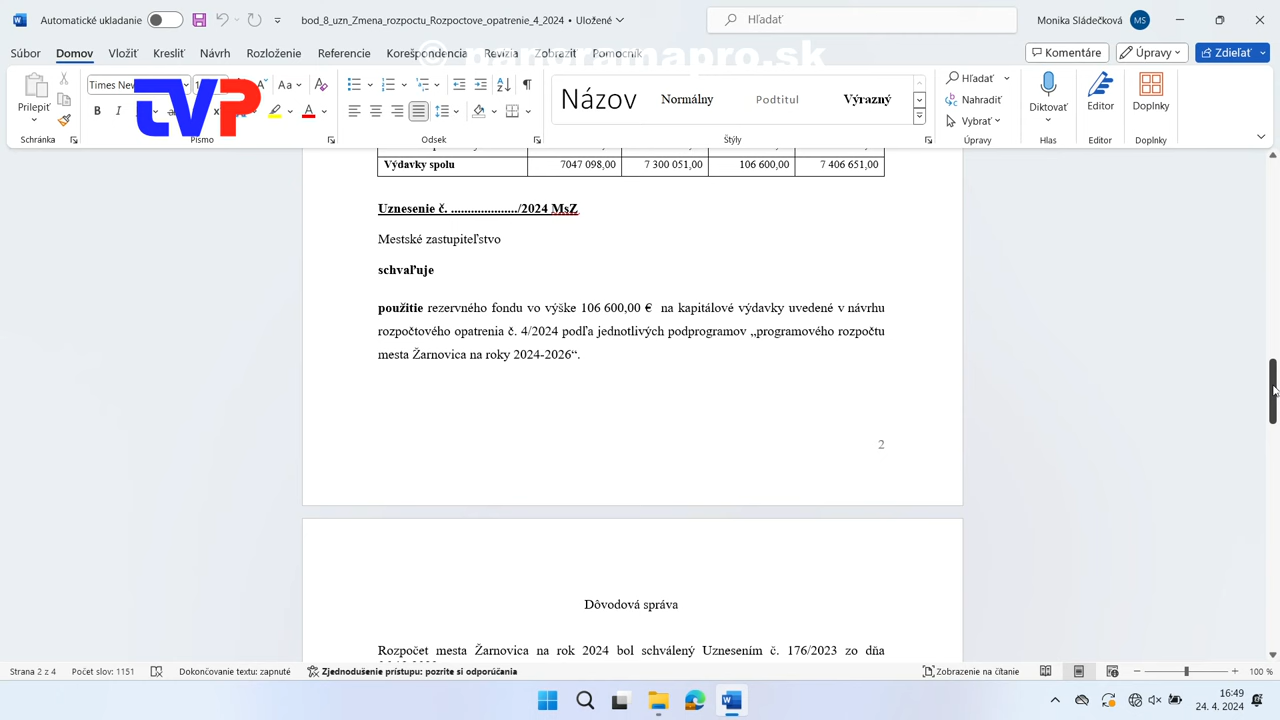 Automatické ukladanie
bod_8_uzn_Zmena_rozpoctu_Rozpoctove_opatrenie_4_2024 • Uložené
Hľadať
Monika Sládečková
MS
Súbor Domov Vložiť Kresliť Návrh Rozloženie Referencie Korešpondencia Revízia Zobraziť Pomocník
Komentáre Úpravy Zdieľať
© panoramapro.sk
Prilepiť
Schránka
Times New
TVP
Písmo
Odsek
Názov
Normálny
Podtitul
Výrazný
Štýly
Hľadať
Nahradiť
Vybrať
Úpravy
Diktovať
Hlas
Editor
Editor
Doplnky
Doplnky
Výdavky spolu 7047 098,00 7 300 051,00 106 600,00 7 406 651,00
Uznesenie č. ...................../2024 MsZ
Mestské zastupiteľstvo
schvaľuje
použitie rezervného fondu vo výške 106 600,00 € na kapitálové výdavky uvedené v návrhu
rozpočtového opatrenia č. 4/2024 podľa jednotlivých podprogramov „programového rozpočtu
mesta Žarnovica na roky 2024-2026“.
2
Dôvodová správa
Rozpočet mesta Žarnovica na rok 2024 bol schválený Uznesením č. 176/2023 zo dňa
Strana 2 z 4
Počet slov: 1151
Dokončovanie textu: zapnuté
Zjednodušenie prístupu: pozrite si odporúčania
Zobrazenie na čítanie
100 %
16:49
24. 4. 2024